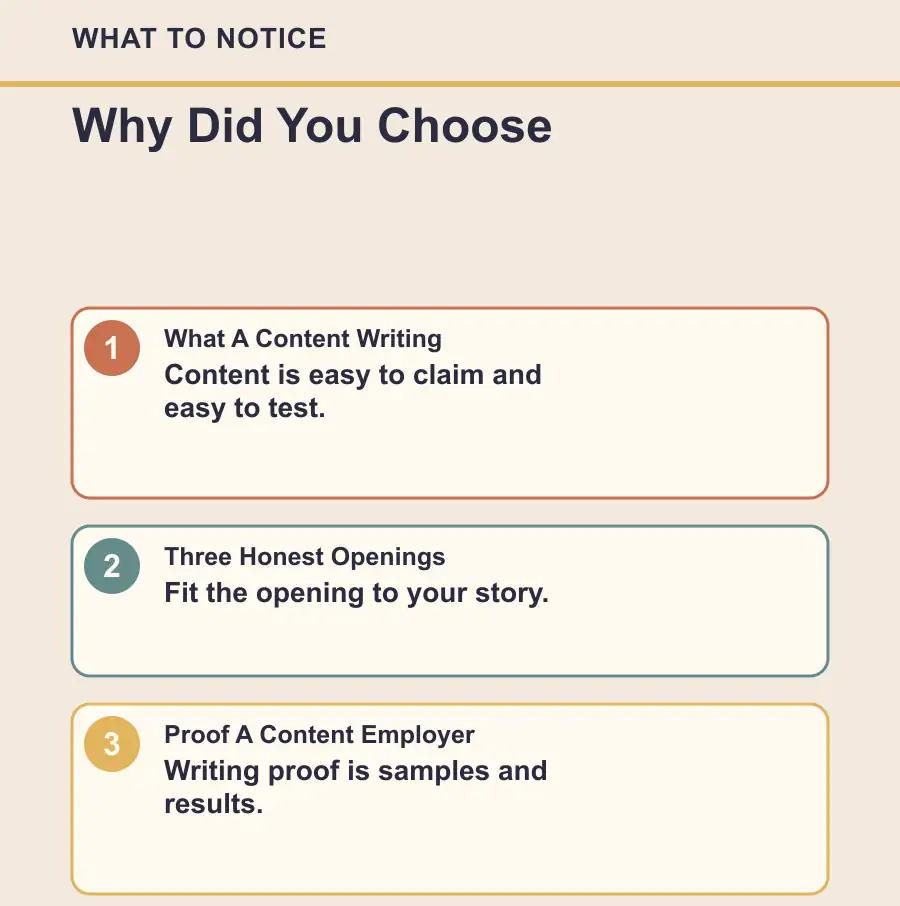 WHAT TO NOTICE
Why Did You Choose
1
What A Content Writing
Content is easy to claim and
easy to test.
2
Three Honest Openings
Fit the opening to your story.
3
Proof A Content Employer
Writing proof is samples and
results.